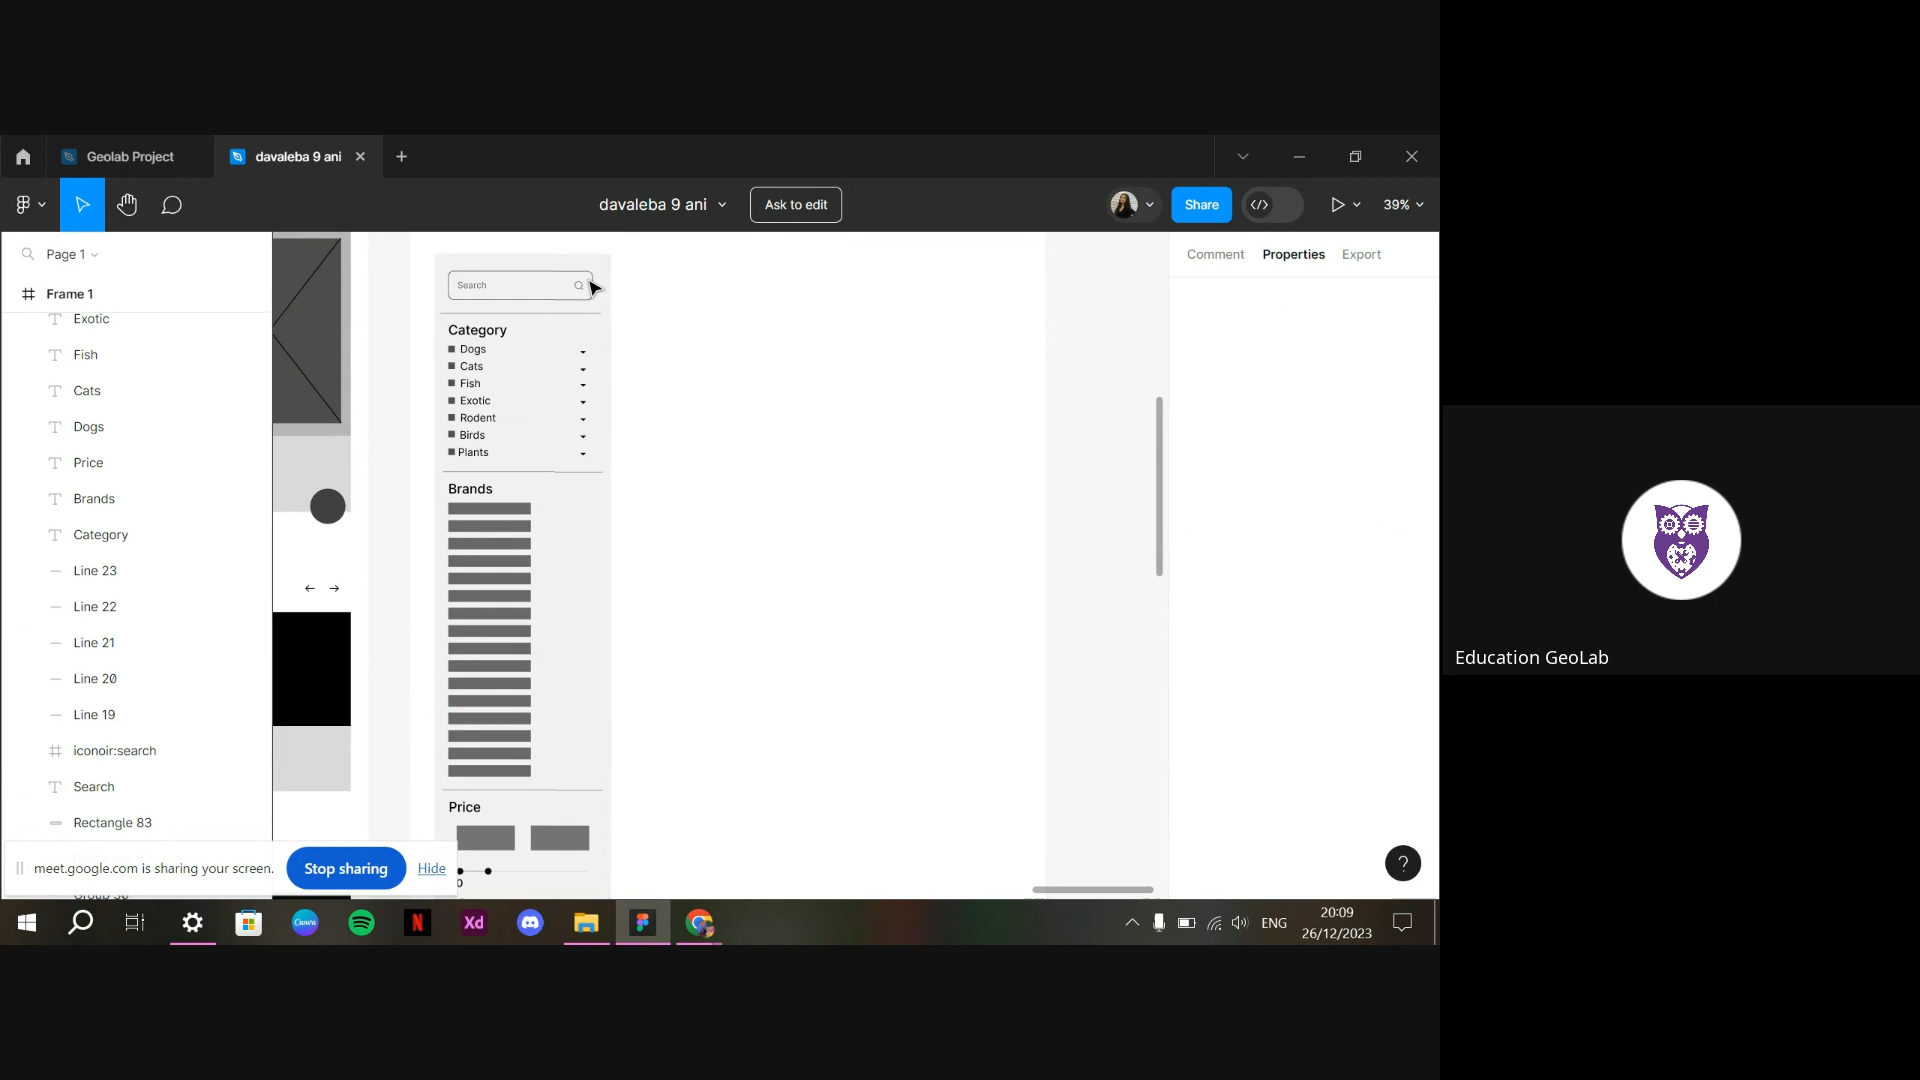 Geolab Project
davaleba 9 ani
davaleba 9 ani
Ask to edit
Share
39%
Page 1
Frame 1
Exotic
Fish
Cats
Dogs
Price
Brands
Category
Line 23
Line 22
Line 21
Line 20
Line 19
iconoir:search
Search
Rectangle 83
Search
Category
Dogs
Cats
Fish
Exotic
Rodent
Birds
Plants
Brands
Price
0
Comment Properties Export
?
meet.google.com is sharing your screen.
Stop sharing
Hide
Canva
N
Xd
ENG
20:09
26/12/2023
Education GeoLab